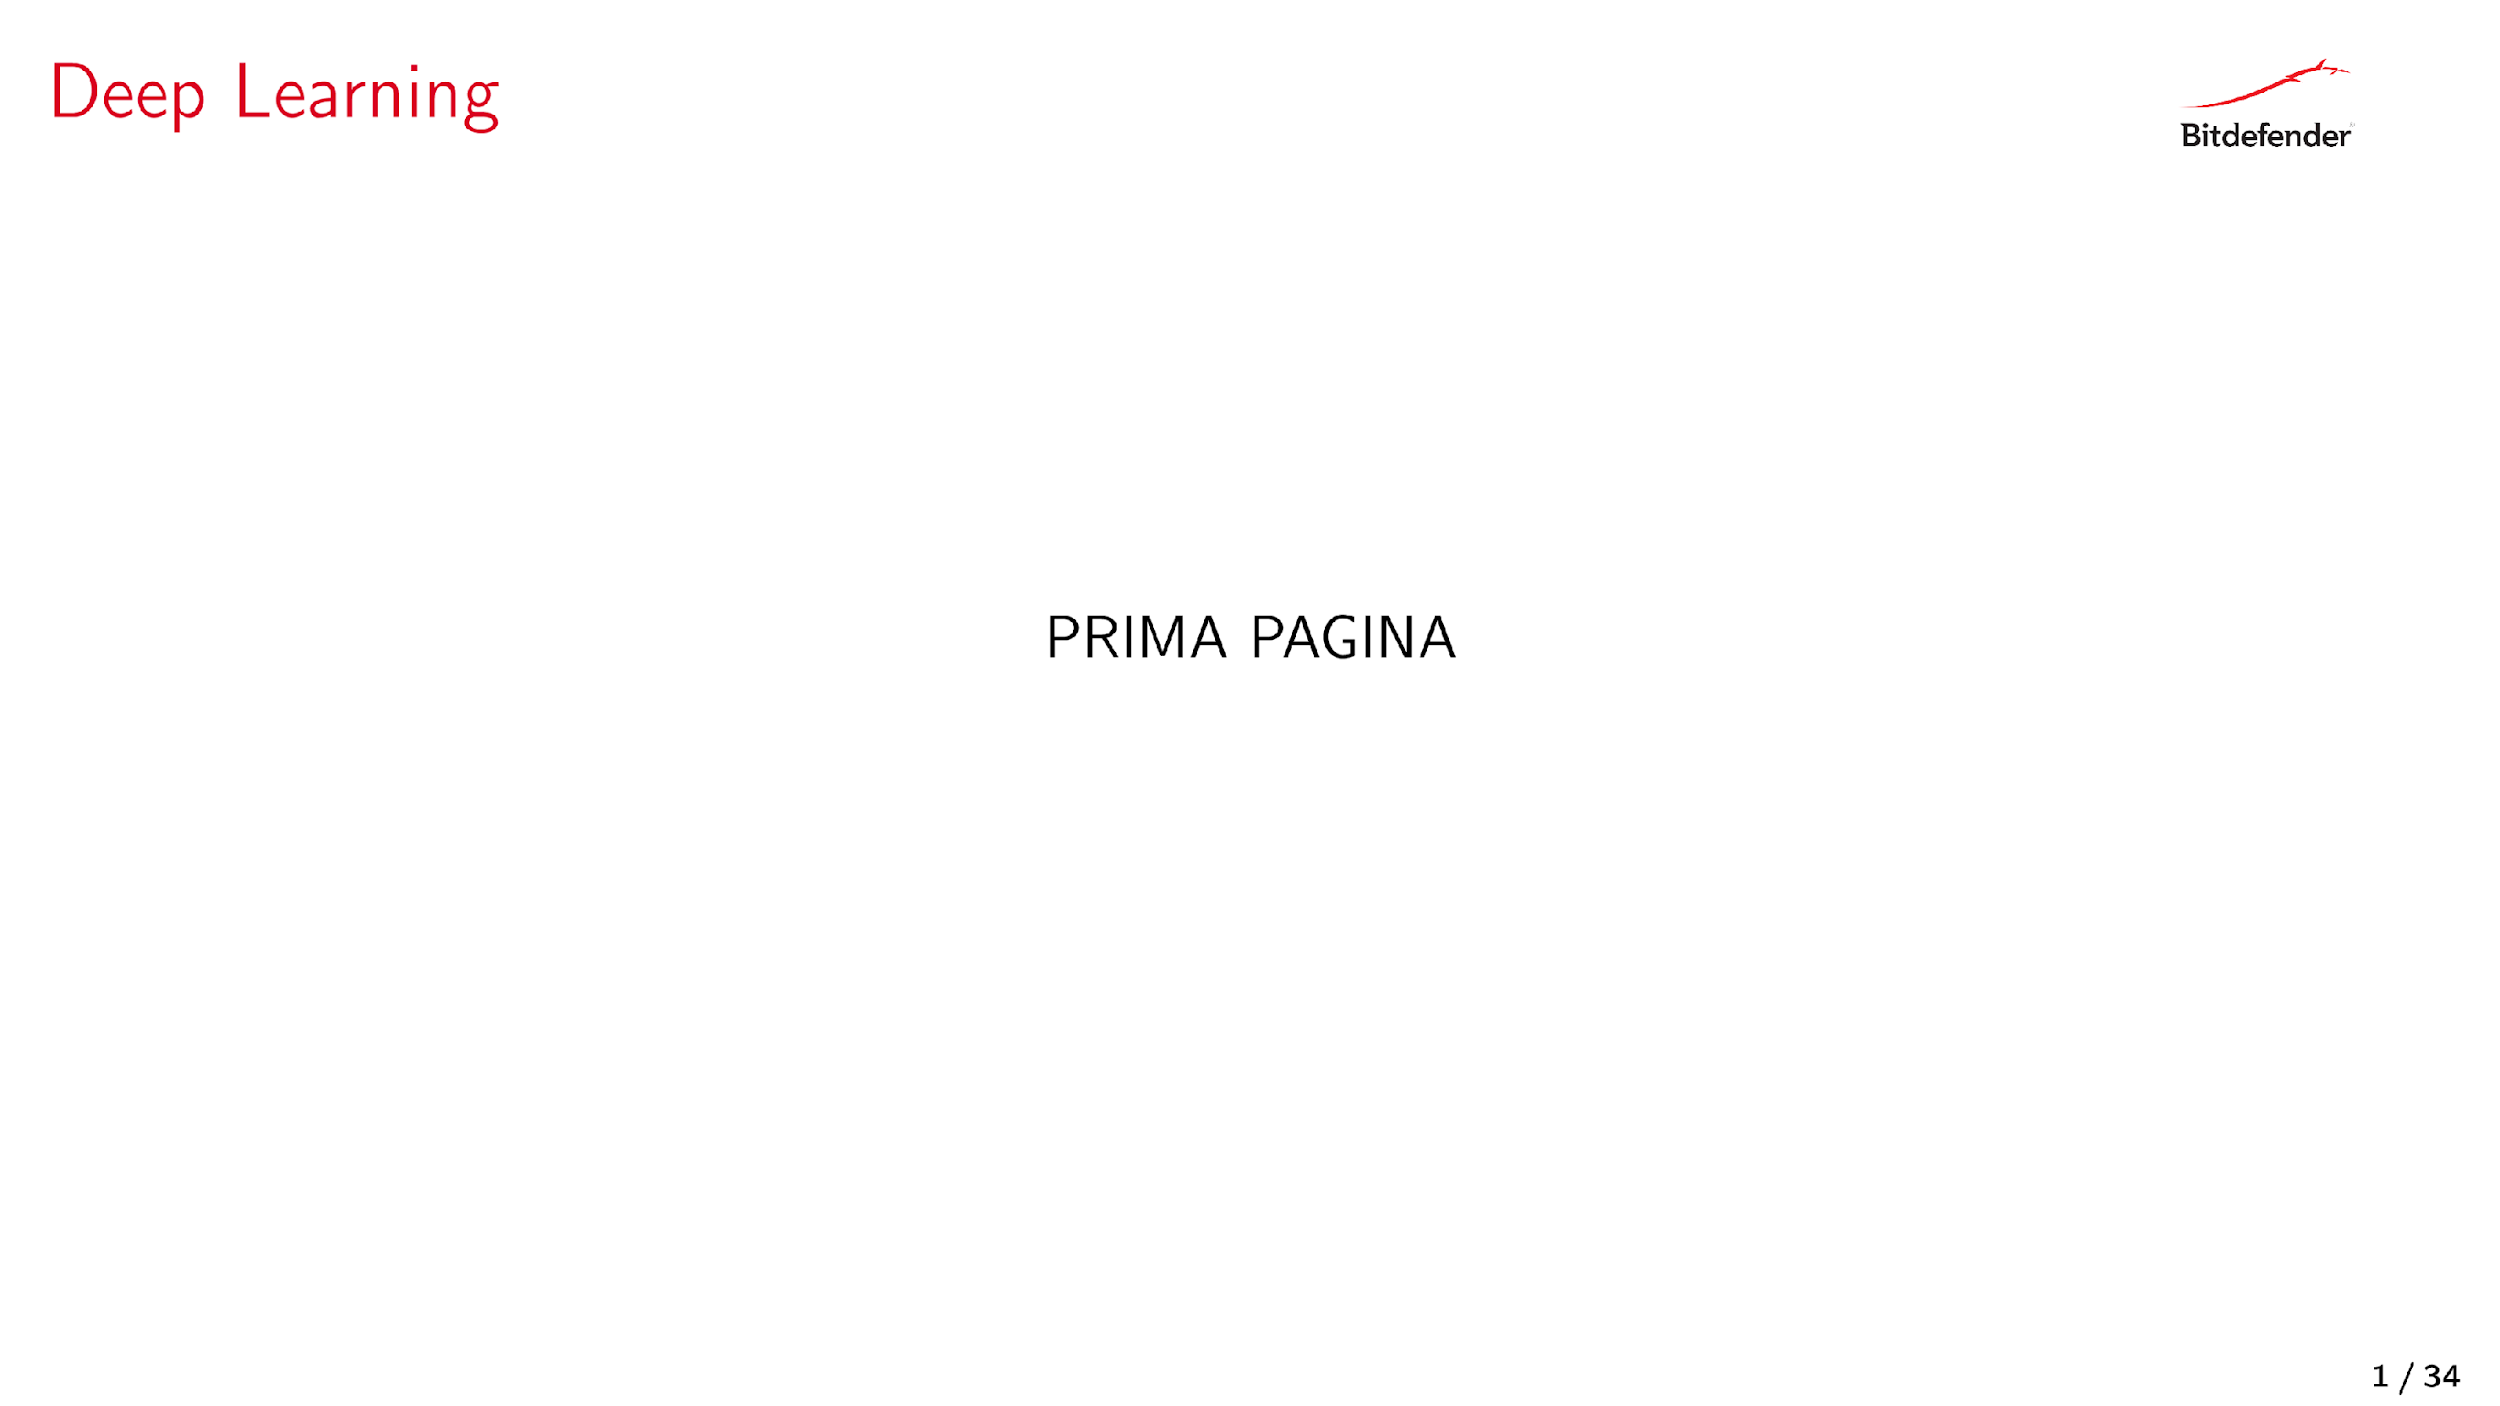 Deep Learning
Bitdefender
PRIMA PAGINA
1 / 34